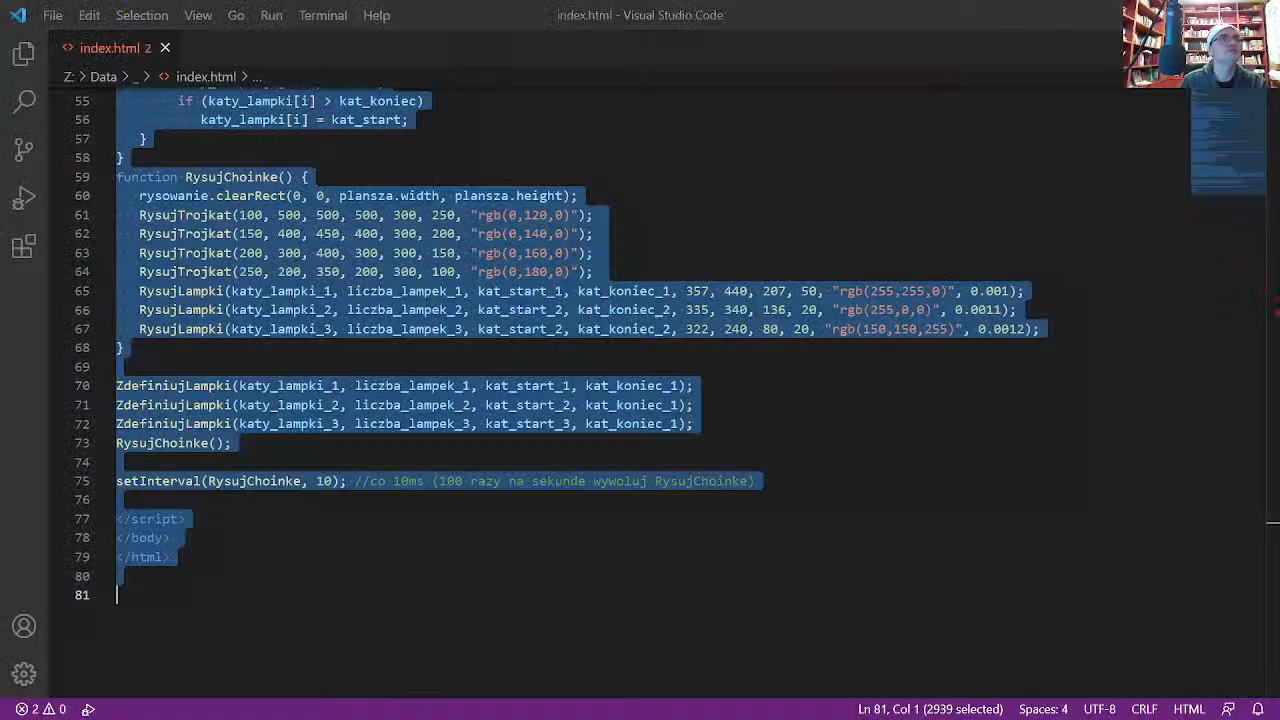 File Edit Selection View Go Run Terminal Help
index.html - Visual Studio Code
index.html 2
Z: > Data > _ > index.html > ...
55 if (katy_lampki[i] > kat_koniec)
56 katy_lampki[i] = kat_start;
57 }
58 }
59 function RysujChoinke() {
60 rysowanie.clearRect(0, 0, plansza.width, plansza.height);
61 RysujTrojkat(100, 500, 500, 500, 300, 250, "rgb(0,120,0)");
62 RysujTrojkat(150, 400, 450, 400, 300, 200, "rgb(0,140,0)");
63 RysujTrojkat(200, 300, 400, 300, 300, 150, "rgb(0,160,0)");
64 RysujTrojkat(250, 200, 350, 200, 300, 100, "rgb(0,180,0)");
65 RysujLampki(katy_lampki_1, liczba_lampek_1, kat_start_1, kat_koniec_1, 357, 440, 207, 50, "rgb(255,255,0)", 0.001);
66 RysujLampki(katy_lampki_2, liczba_lampek_2, kat_start_2, kat_koniec_2, 335, 340, 136, 20, "rgb(255,0,0)", 0.0011);
67 RysujLampki(katy_lampki_3, liczba_lampek_3, kat_start_2, kat_koniec_2, 322, 240, 80, 20, "rgb(150,150,255)", 0.0012);
68 }
69
70 ZdefiniujLampki(katy_lampki_1, liczba_lampek_1, kat_start_1, kat_koniec_1);
71 ZdefiniujLampki(katy_lampki_2, liczba_lampek_2, kat_start_2, kat_koniec_1);
72 ZdefiniujLampki(katy_lampki_3, liczba_lampek_3, kat_start_3, kat_koniec_1);
73 RysujChoinke();
74
75 setInterval(RysujChoinke, 10); //co 10ms (100 razy na sekunde wywoluj RysujChoinke)
76
77 </script>
78 </body>
79 </html>
80
81
2 0
Ln 81, Col 1 (2939 selected) Spaces: 4 UTF-8 CRLF HTML